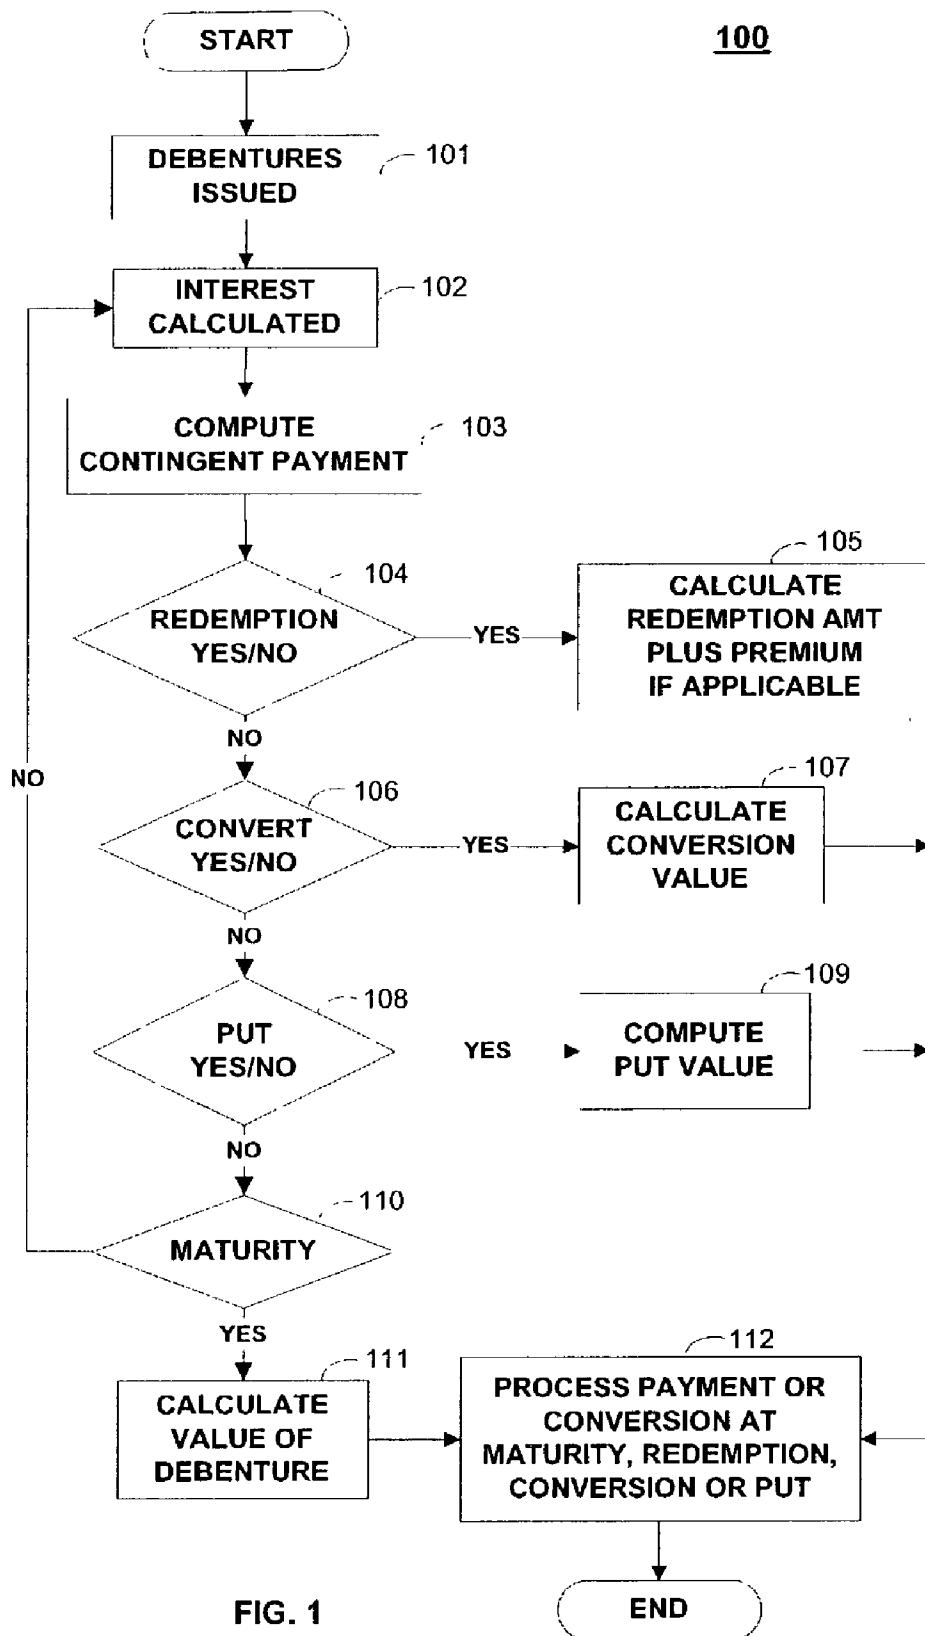 START
100
DEBENTURES
ISSUED
101
INTEREST
CALCULATED
102
COMPUTE
CONTINGENT PAYMENT
103
REDEMPTION
YES/NO
104
YES
CALCULATE
REDEMPTION AMT
PLUS PREMIUM
IF APPLICABLE
105
NO
NO
CONVERT
YES/NO
106
YES
CALCULATE
CONVERSION
VALUE
107
NO
PUT
YES/NO
108
YES
COMPUTE
PUT VALUE
109
NO
MATURITY
110
YES
CALCULATE
VALUE OF
DEBENTURE
111
PROCESS PAYMENT OR
CONVERSION AT
MATURITY, REDEMPTION,
CONVERSION OR PUT
112
END
FIG. 1